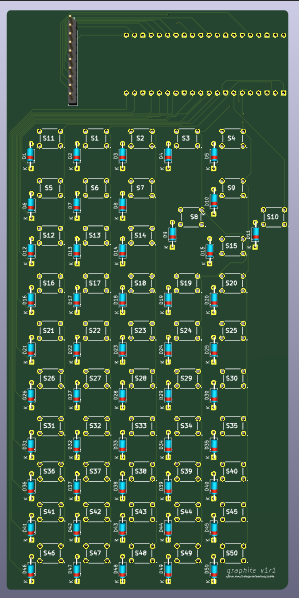 S11 S1 S2 S3 S4
D1 D2 D3 D4 D5
K K K K K
S5 S6 S7 S9
D6 D7 D8 D10
S8 S10
D9 D11
S12 S13 S14 S15
D12 D13 D14 D15
S16 S17 S18 S19 S20
D16 D17 D18 D19 D20
S21 S22 S23 S24 S25
D21 D22 D23 D24 D25
S26 S27 S28 S29 S30
D26 D27 D28 D29 D30
S31 S32 S33 S34 S35
D31 D32 D33 D34 D35
S36 S37 S38 S39 S40
D36 D37 D38 D39 D40
S41 S42 S43 S44 S45
D41 D42 D43 D44 D45
S46 S47 S48 S49 S50
D46 D47 D48 D49 D50
graphite v1r1